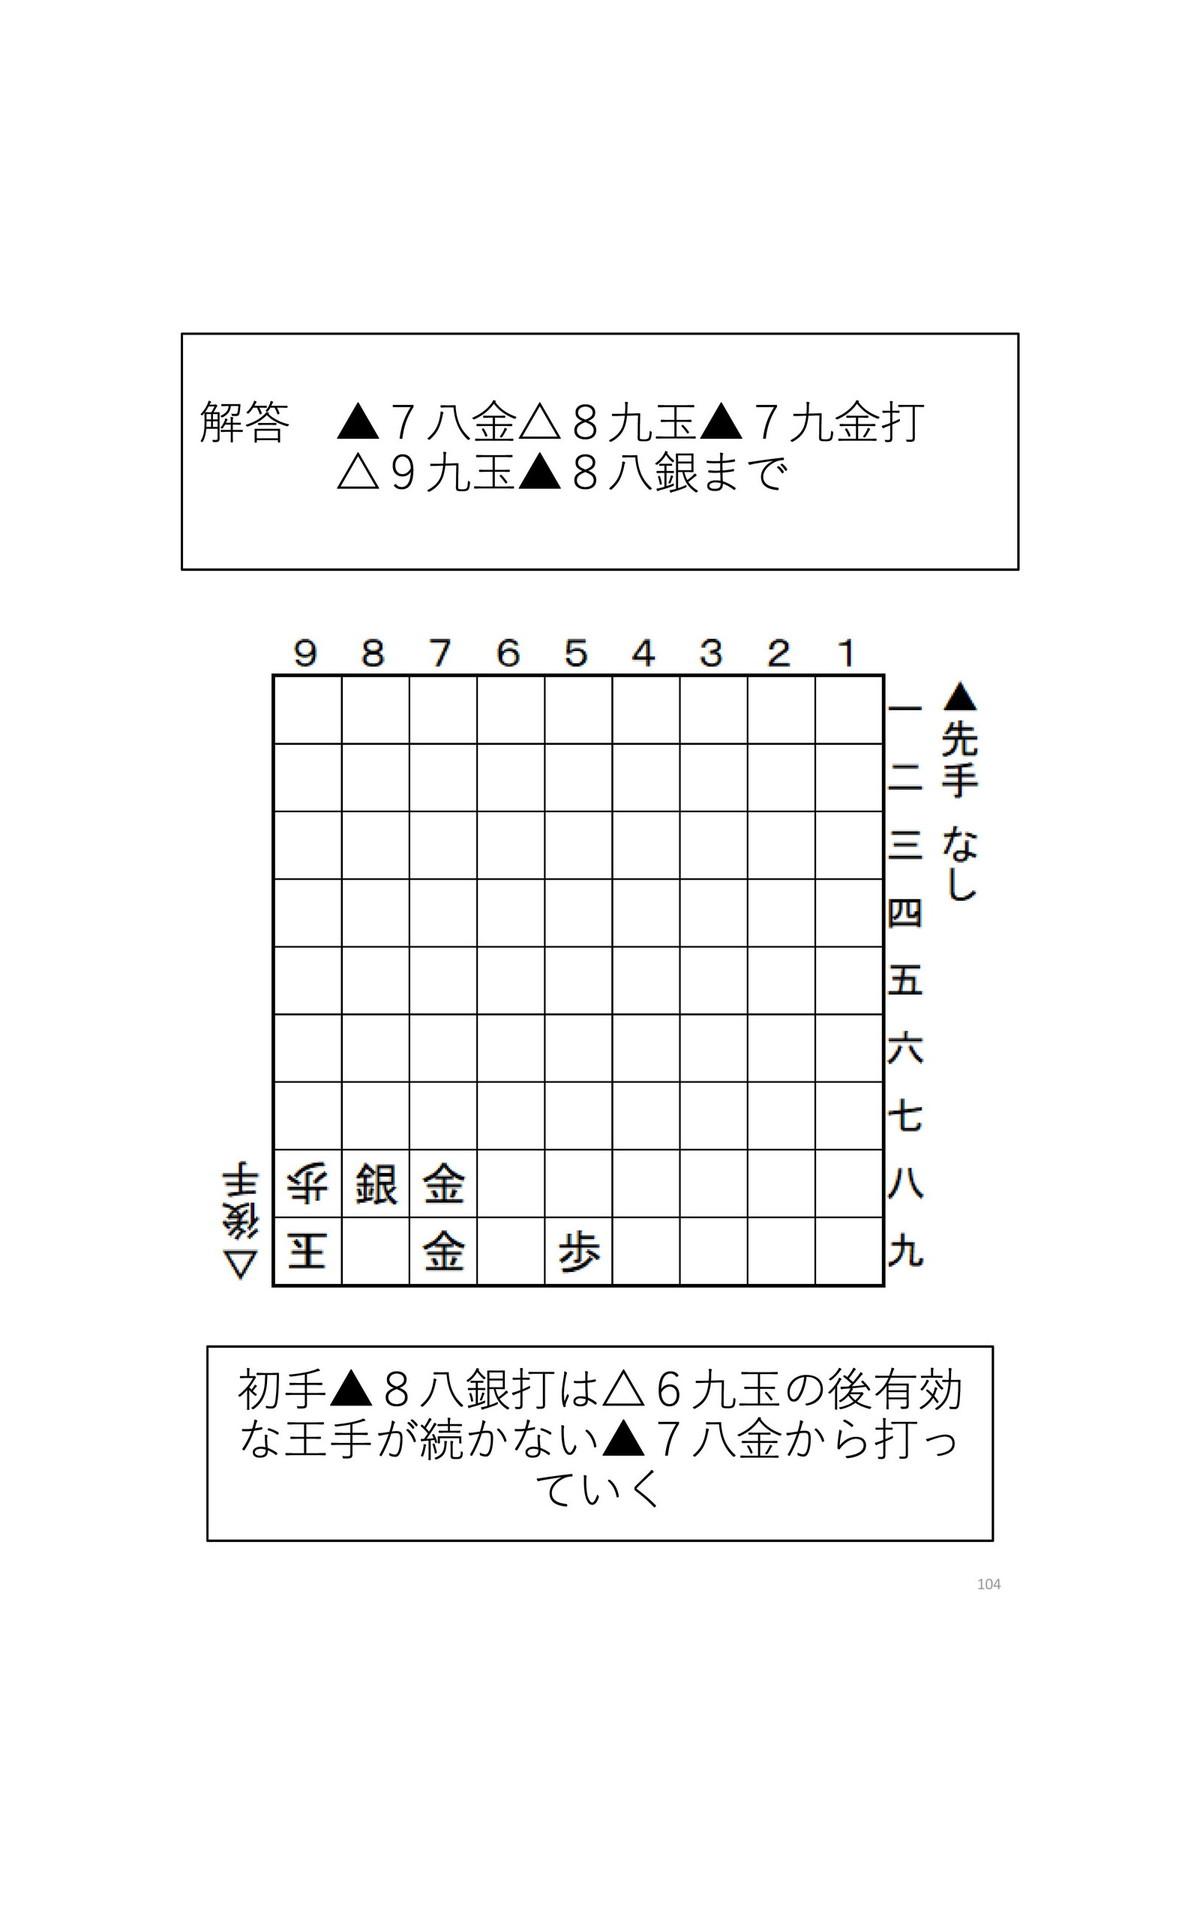 解答　▲７八金△８九玉▲７九金打
△９九玉▲８八銀まで
9 8 7 6 5 4 3 2 1
一
二
三
四
五
六
七
八
九
▲先手 なし
△後手
歩 銀 金
王 金 歩
初手▲８八銀打は△６九玉の後有効
な王手が続かない▲７八金から打っ
ていく
104